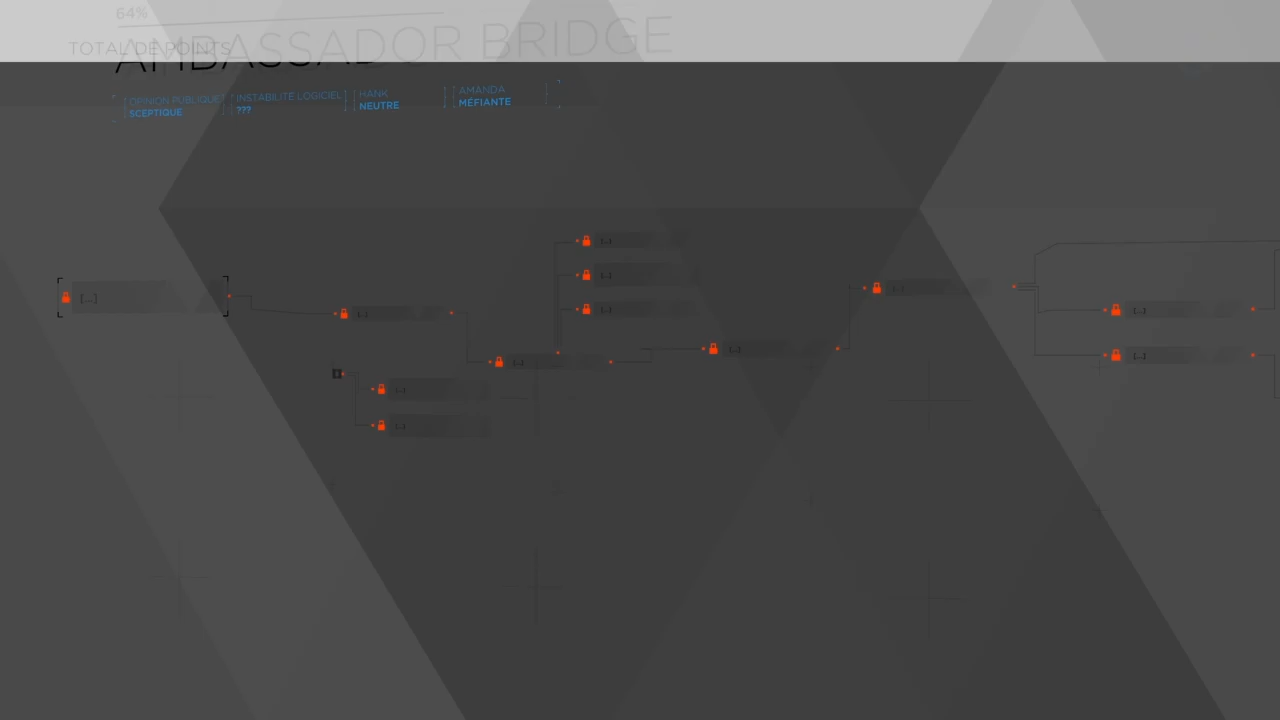 64%
TOTAL DE POINTS
AMBASSADOR BRIDGE
OPINION PUBLIQUE
SCEPTIQUE
INSTABILITÉ LOGICIEL
???
HANK
NEUTRE
AMANDA
MÉFIANTE
[...]
[...]
[...]
[...]
[...]
[...]
[...]
[...]
[...]
[...]
[...]
[...]